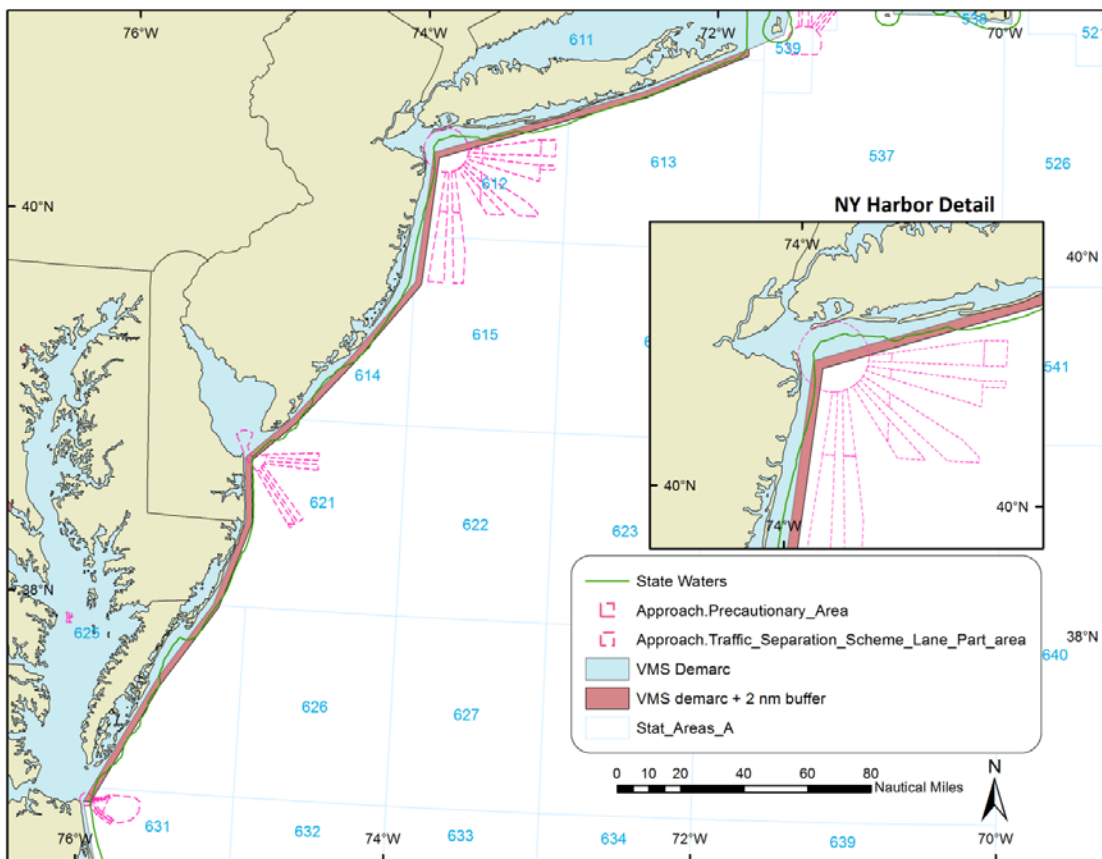 76°W
74°W
72°W
70°W
538
521
611
539
613
537
526
612
40°N
NY Harbor Detail
74°W
40°N
615
541
614
40°N
40°N
74°W
621
622
623
State Waters
Approach.Precautionary_Area
38°N
Approach.Traffic_Separation_Scheme_Lane_Part_area
38°N
625
640
VMS Demarc
VMS demarc + 2 nm buffer
626
627
Stat_Areas_A
0 10 20 40 60 80
Nautical Miles
N
631
632
633
634
639
76°W
74°W
72°W
70°W